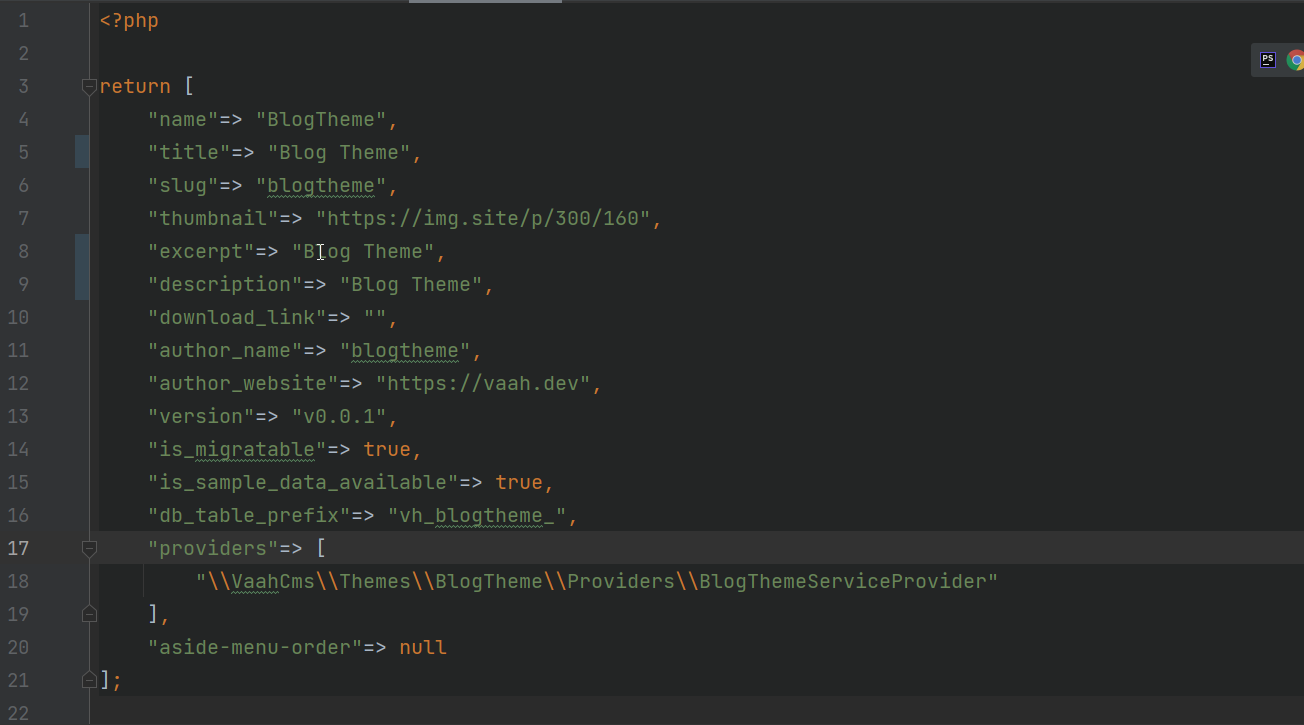 1 <?php
2
3 return [
4     "name"=> "BlogTheme",
5     "title"=> "Blog Theme",
6     "slug"=> "blogtheme",
7     "thumbnail"=> "https://img.site/p/300/160",
8     "excerpt"=> "Blog Theme",
9     "description"=> "Blog Theme",
10     "download_link"=> "",
11     "author_name"=> "blogtheme",
12     "author_website"=> "https://vaah.dev",
13     "version"=> "v0.0.1",
14     "is_migratable"=> true,
15     "is_sample_data_available"=> true,
16     "db_table_prefix"=> "vh_blogtheme_",
17     "providers"=> [
18         "\\VaahCms\\Themes\\BlogTheme\\Providers\\BlogThemeServiceProvider"
19     ],
20     "aside-menu-order"=> null
21 ];
22
PS